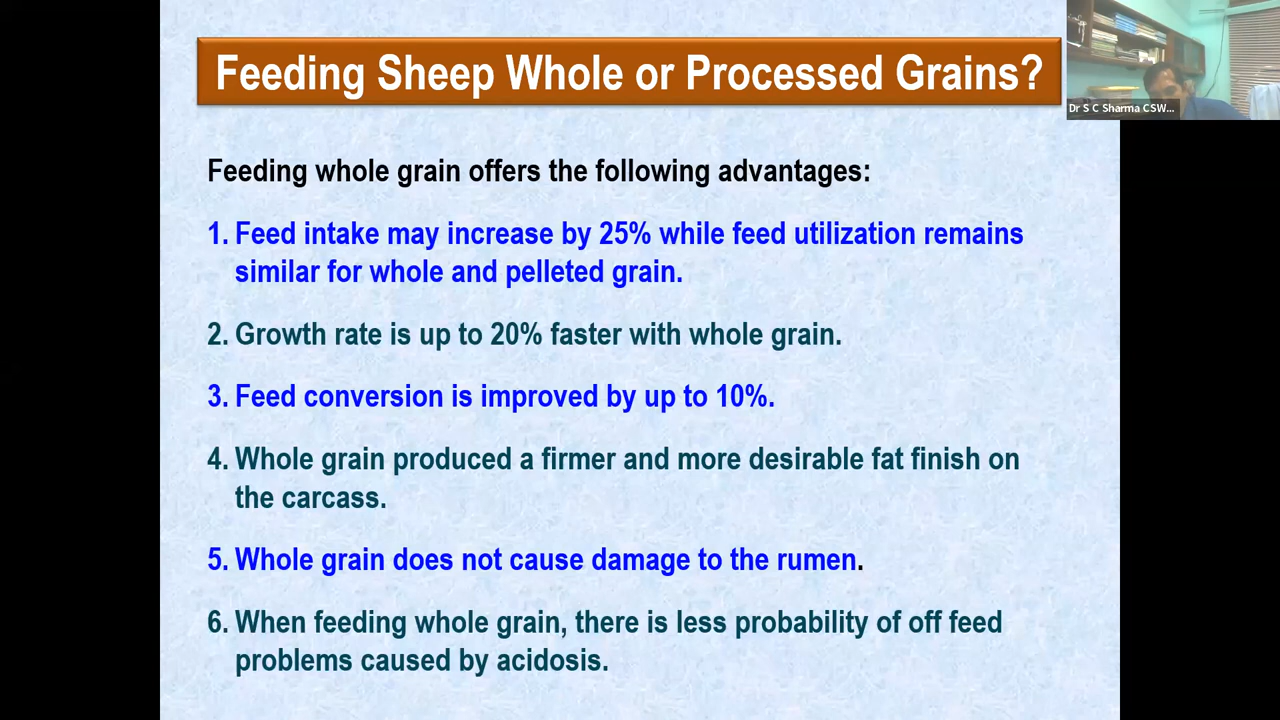 Feeding Sheep Whole or Processed Grains?
Dr S C Sharma CSW...
Feeding whole grain offers the following advantages:
1. Feed intake may increase by 25% while feed utilization remains
similar for whole and pelleted grain.
2. Growth rate is up to 20% faster with whole grain.
3. Feed conversion is improved by up to 10%.
4. Whole grain produced a firmer and more desirable fat finish on
the carcass.
5. Whole grain does not cause damage to the rumen.
6. When feeding whole grain, there is less probability of off feed
problems caused by acidosis.